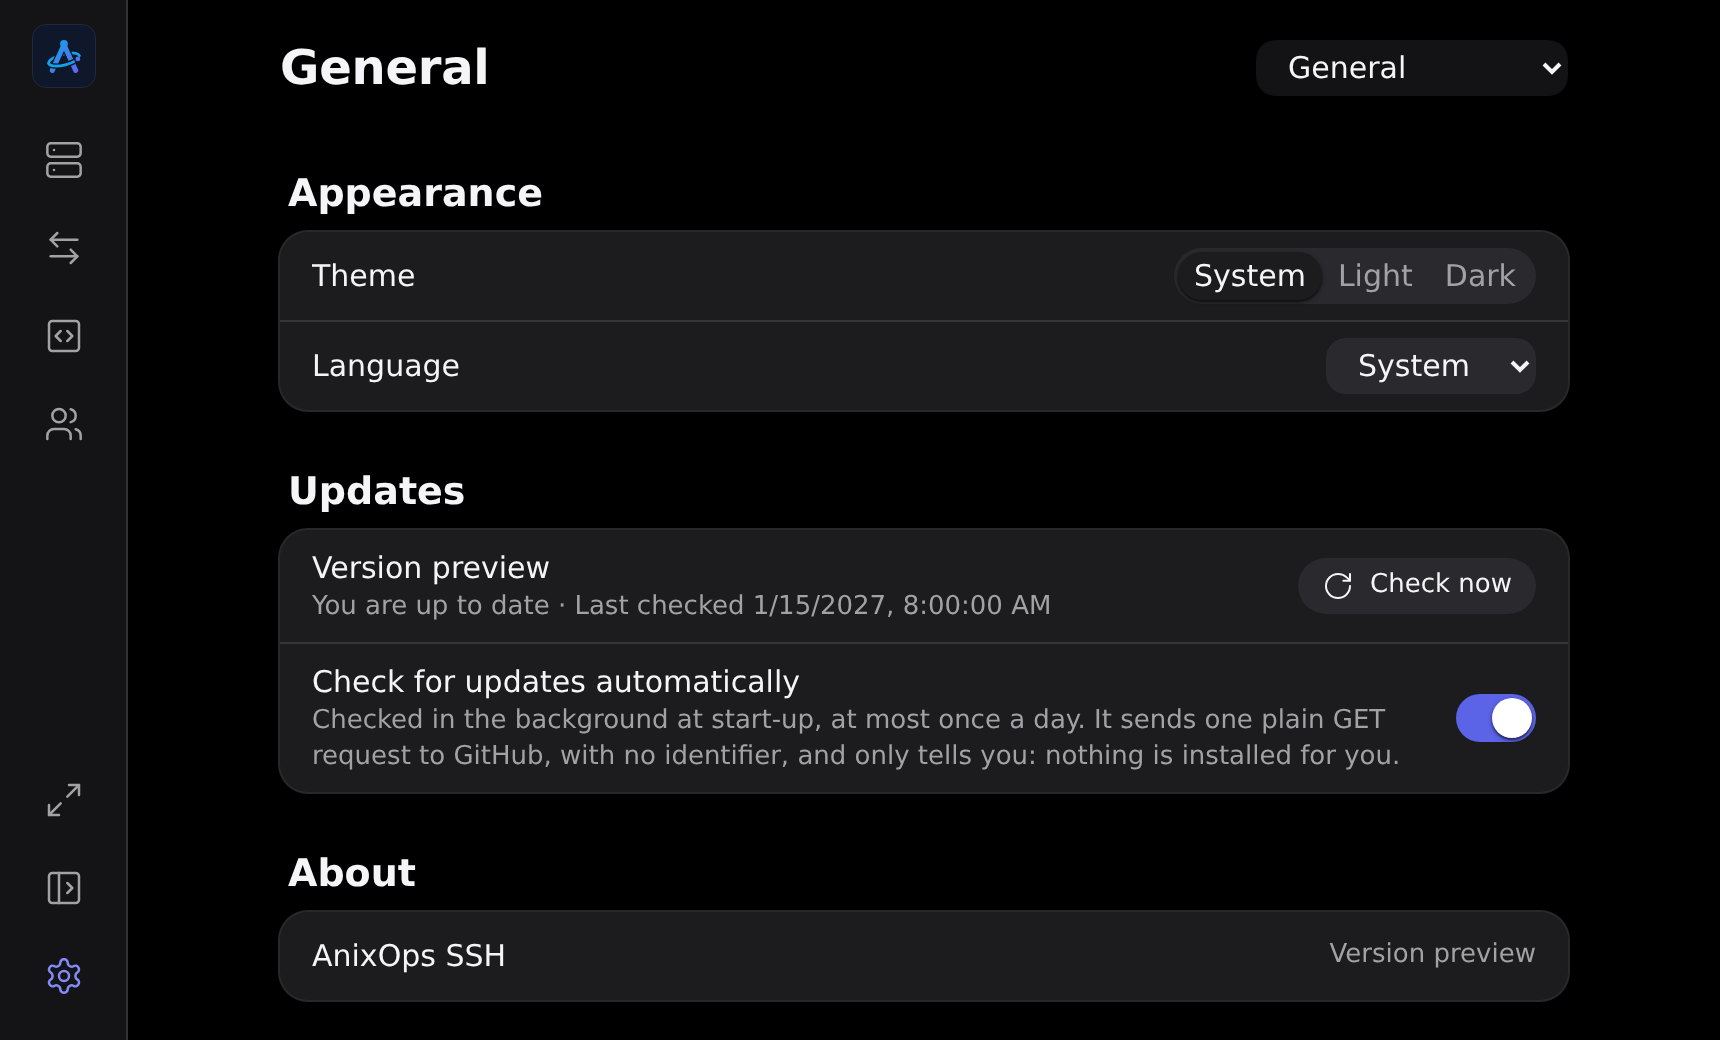 General
General
Appearance
Theme
System Light Dark
Language
System
Updates
Version preview
You are up to date · Last checked 1/15/2027, 8:00:00 AM
Check now
Check for updates automatically
Checked in the background at start-up, at most once a day. It sends one plain GET
request to GitHub, with no identifier, and only tells you: nothing is installed for you.
About
AnixOps SSH
Version preview